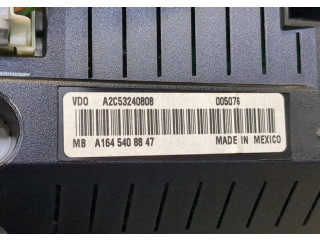 VDO A2C53240808 005076
MB A164 540 88 47 MADE IN MEXICO